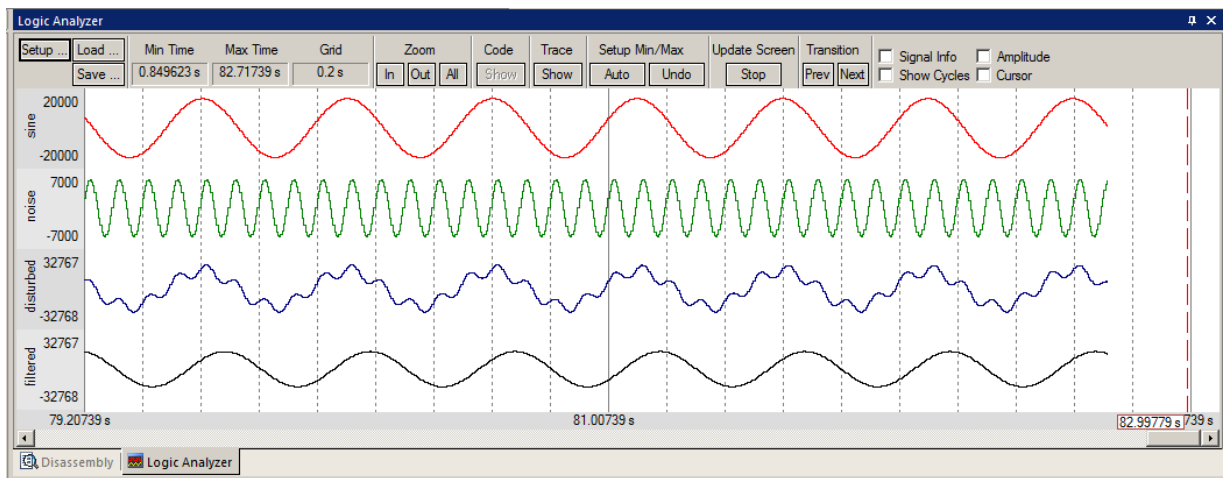 Logic Analyzer
Setup ... Load ... Min Time Max Time Grid Zoom Code Trace Setup Min/Max Update Screen Transition Signal Info Amplitude
Save ... 0.849623 s 82.71739 s 0.2 s In Out All Show Show Auto Undo Stop Prev Next Show Cycles Cursor
20000
sine
-20000
7000
noise
-7000
32767
disturbed
-32768
32767
filtered
-32768
79.20739 s 81.00739 s 82.99779 s 739 s
Disassembly Logic Analyzer